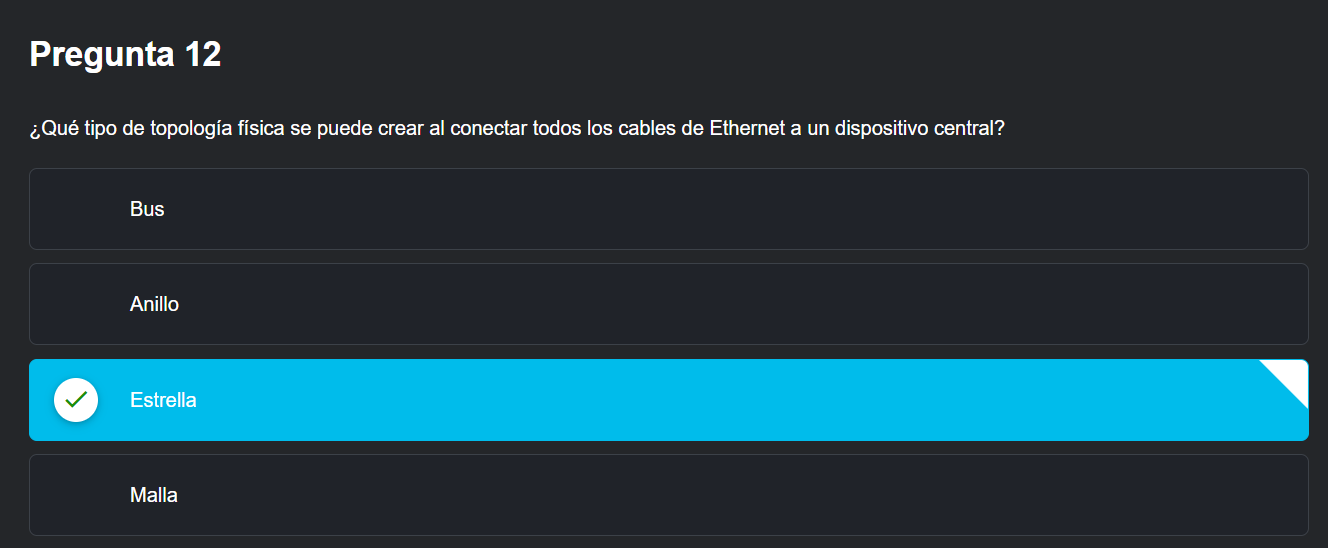 Pregunta 12
¿Qué tipo de topología física se puede crear al conectar todos los cables de Ethernet a un dispositivo central?
Bus
Anillo
Estrella
Malla